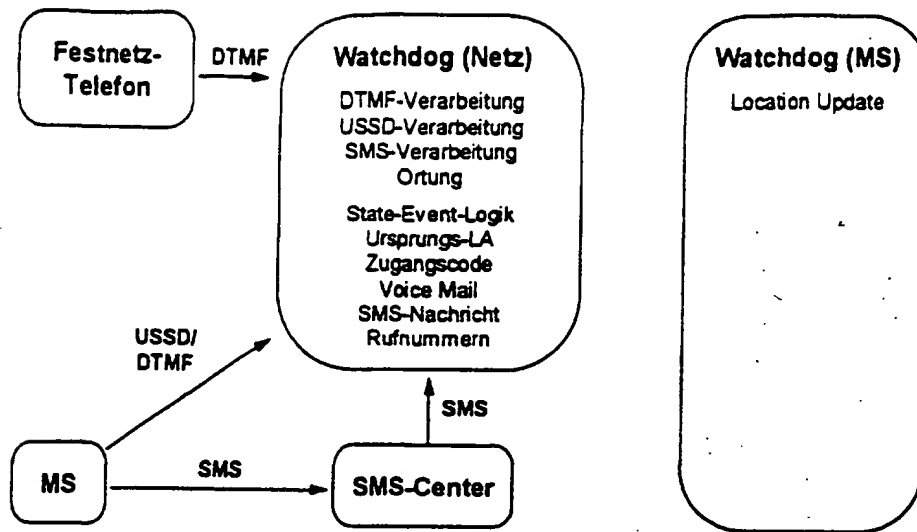 Festnetz-
Telefon
DTMF
Watchdog (Netz)
DTMF-Verarbeitung
USSD-Verarbeitung
SMS-Verarbeitung
Ortung
State-Event-Logik
Ursprungs-LA
Zugangscode
Voice Mail
SMS-Nachricht
Rufnummern
Watchdog (MS)
Location Update
USSD/
DTMF
SMS
MS
SMS
SMS-Center